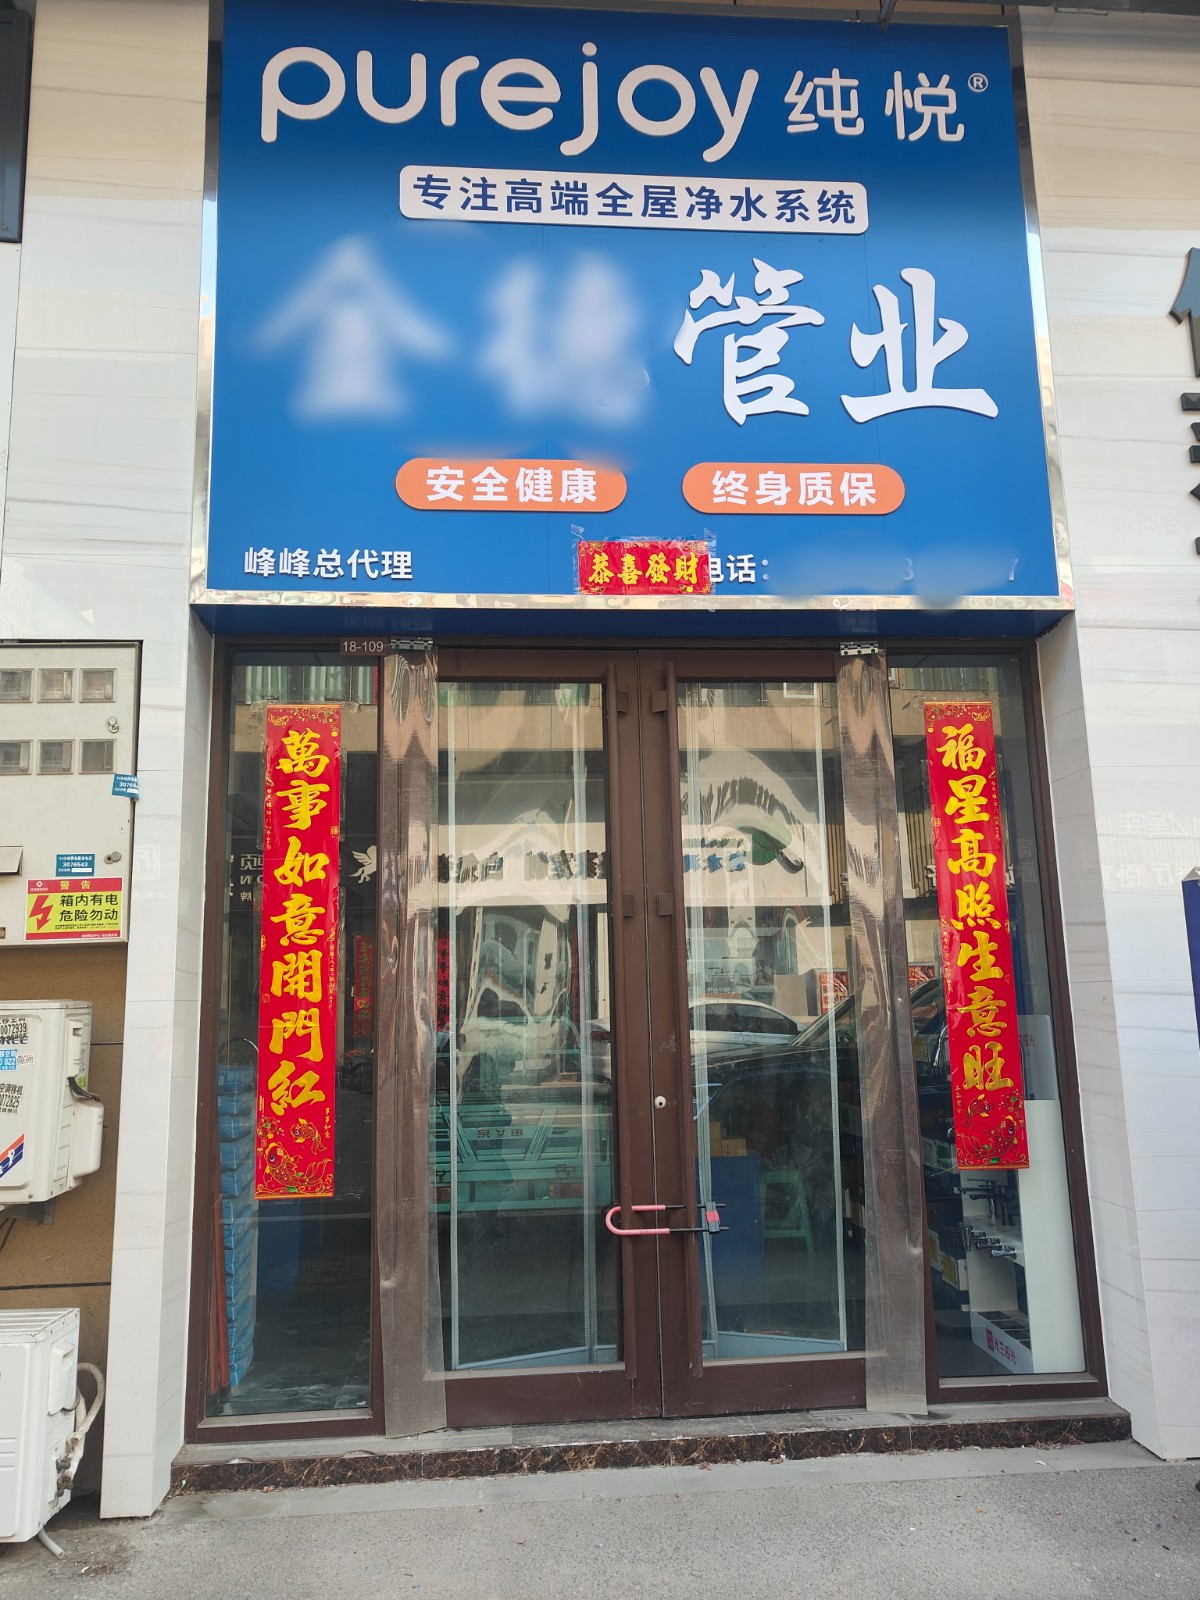 purejoy 纯悦®
专注高端全屋净水系统
管业
安全健康
终身质保
峰峰总代理
恭喜發財
电话:
18-109
萬事如意開門紅
福星高照生意旺
3076643
警告
箱内有电
危险勿动